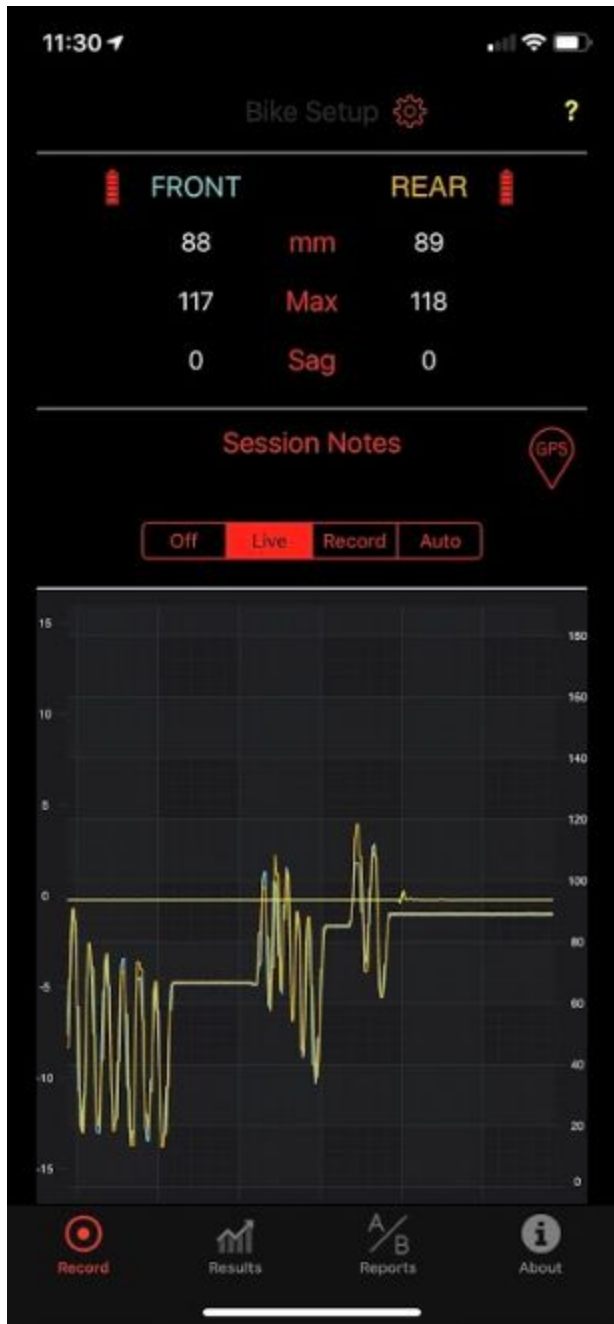 11:30
Bike Setup ?
FRONT REAR
88 mm 89
117 Max 118
0 Sag 0
Session Notes GPS
Off Live Record Auto
15 180
160
10
140
5 120
0 100
80
-5
60
-10 40
20
-15 0
Record Results A/B Reports About